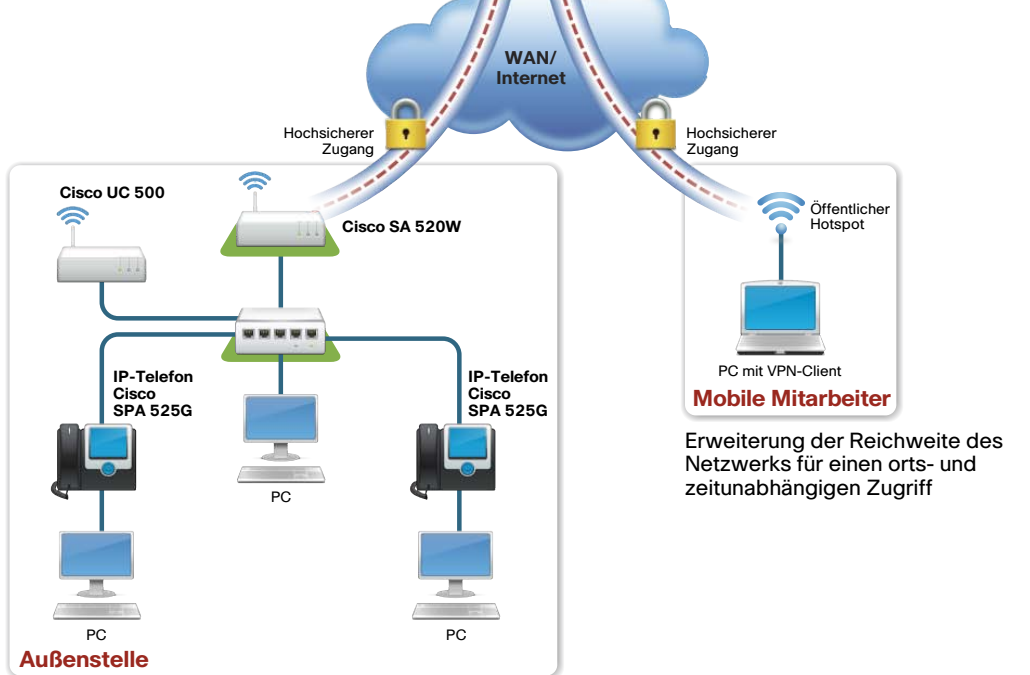 WAN/
Internet
Hochsicherer
Zugang
Hochsicherer
Zugang
Cisco UC 500
Cisco SA 520W
Öffentlicher
Hotspot
IP-Telefon
Cisco
SPA 525G
IP-Telefon
Cisco
SPA 525G
PC mit VPN-Client
Mobile Mitarbeiter
Erweiterung der Reichweite des
Netzwerks für einen orts- und
zeitunabhängigen Zugriff
PC
PC
PC
Außenstelle